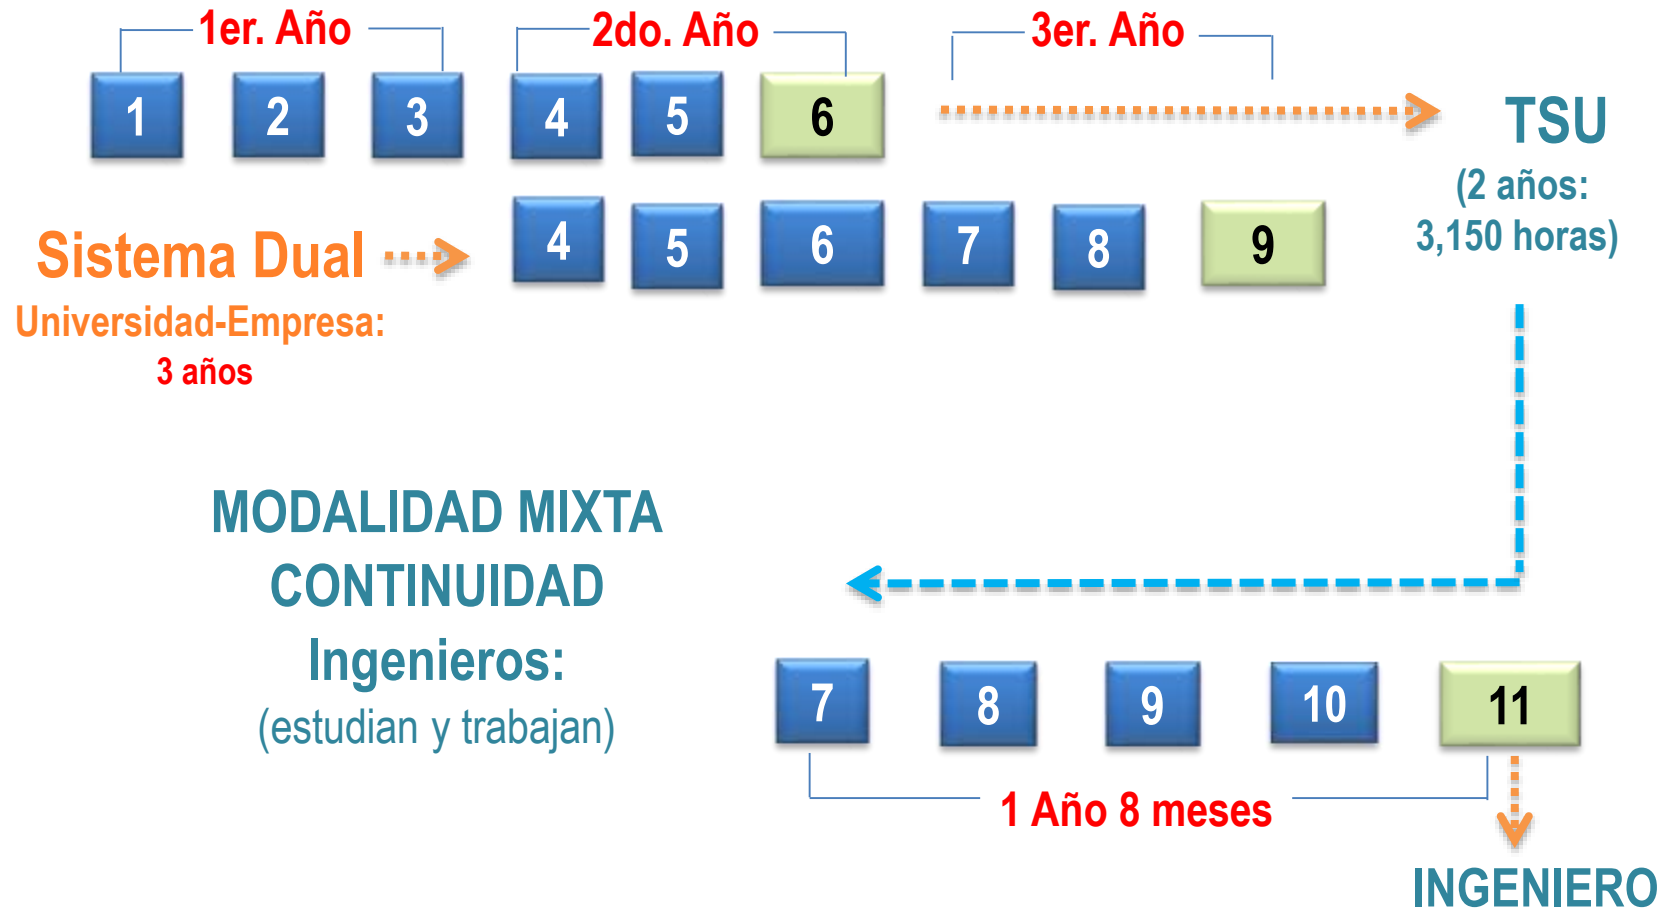 1er. Año
2do. Año
3er. Año
1
2
3
4
5
6
TSU
(2 años:
3,150 horas)
4
5
6
7
8
9
Sistema Dual
Universidad-Empresa:
3 años
MODALIDAD MIXTA
CONTINUIDAD
Ingenieros:
(estudian y trabajan)
7
8
9
10
11
1 Año 8 meses
INGENIERO